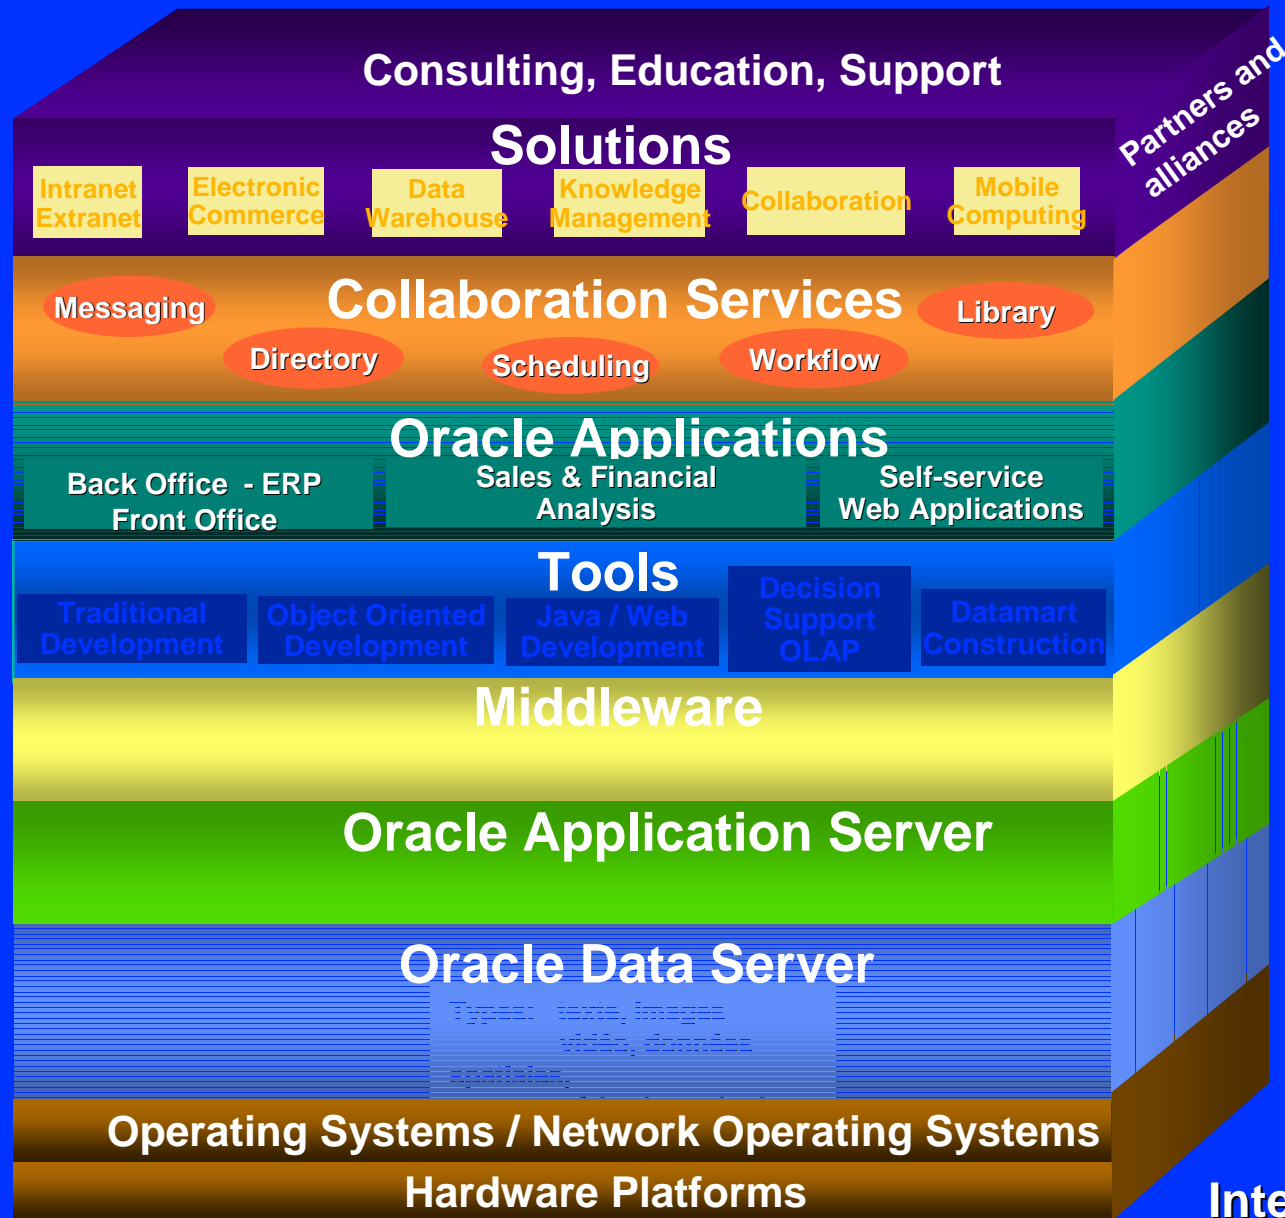 Consulting, Education, Support
Partners and
alliances
Solutions
Intranet
Extranet
Electronic
Commerce
Data
Warehouse
Knowledge
Management
Collaboration
Mobile
Computing
Collaboration Services
Messaging
Directory
Scheduling
Workflow
Library
Oracle Applications
Back Office - ERP
Front Office
Sales & Financial
Analysis
Self-service
Web Applications
Tools
Traditional
Development
Object Oriented
Development
Java / Web
Development
Decision
Support
OLAP
Datamart
Construction
Middleware
Oracle Application Server
Oracle Data Server
Operating Systems / Network Operating Systems
Hardware Platforms
Inte